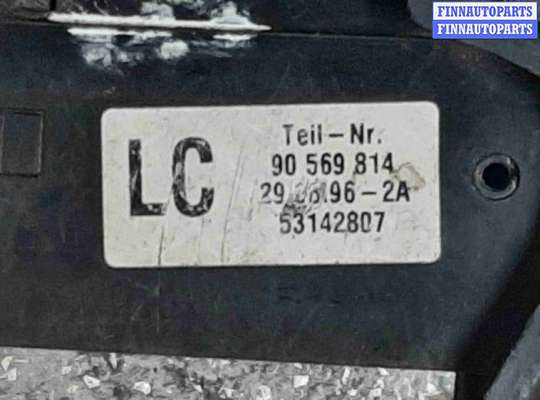 FINNAUTOPARTS
FINNAUTOPARTS
LC
Teil-Nr.
90 569 814
53142807